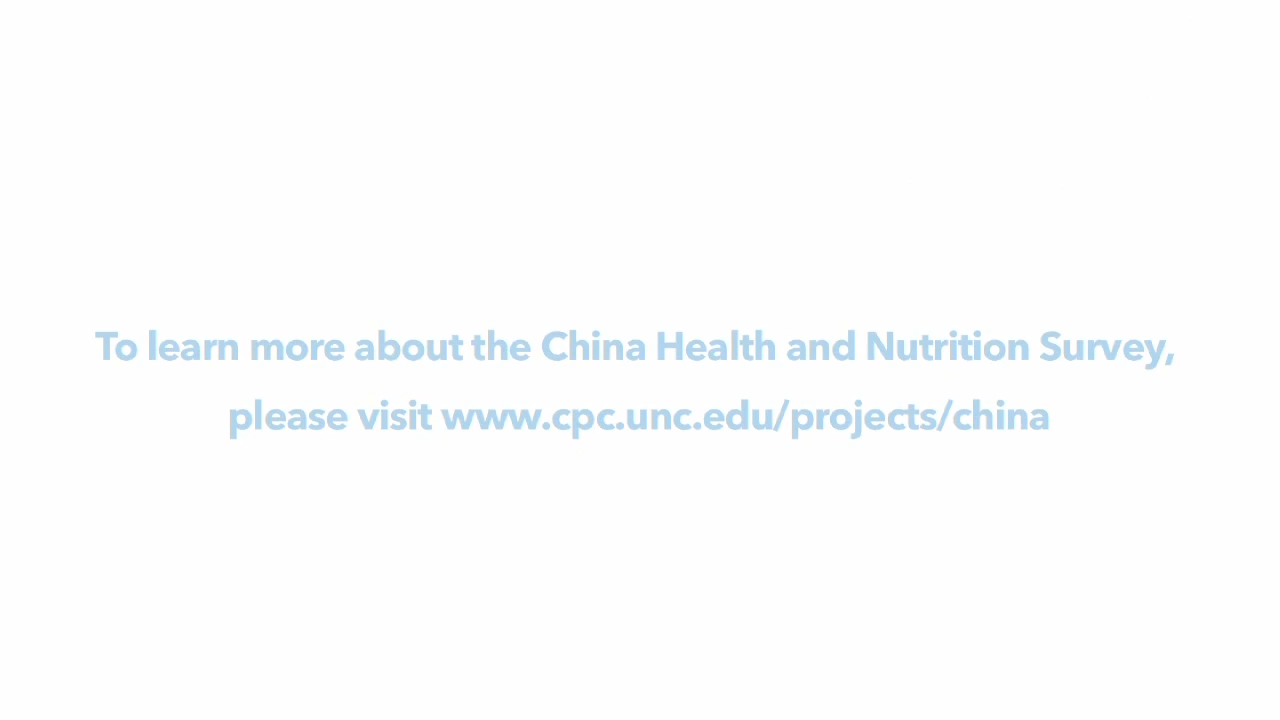 To learn more about the China Health and Nutrition Survey,
please visit www.cpc.unc.edu/projects/china